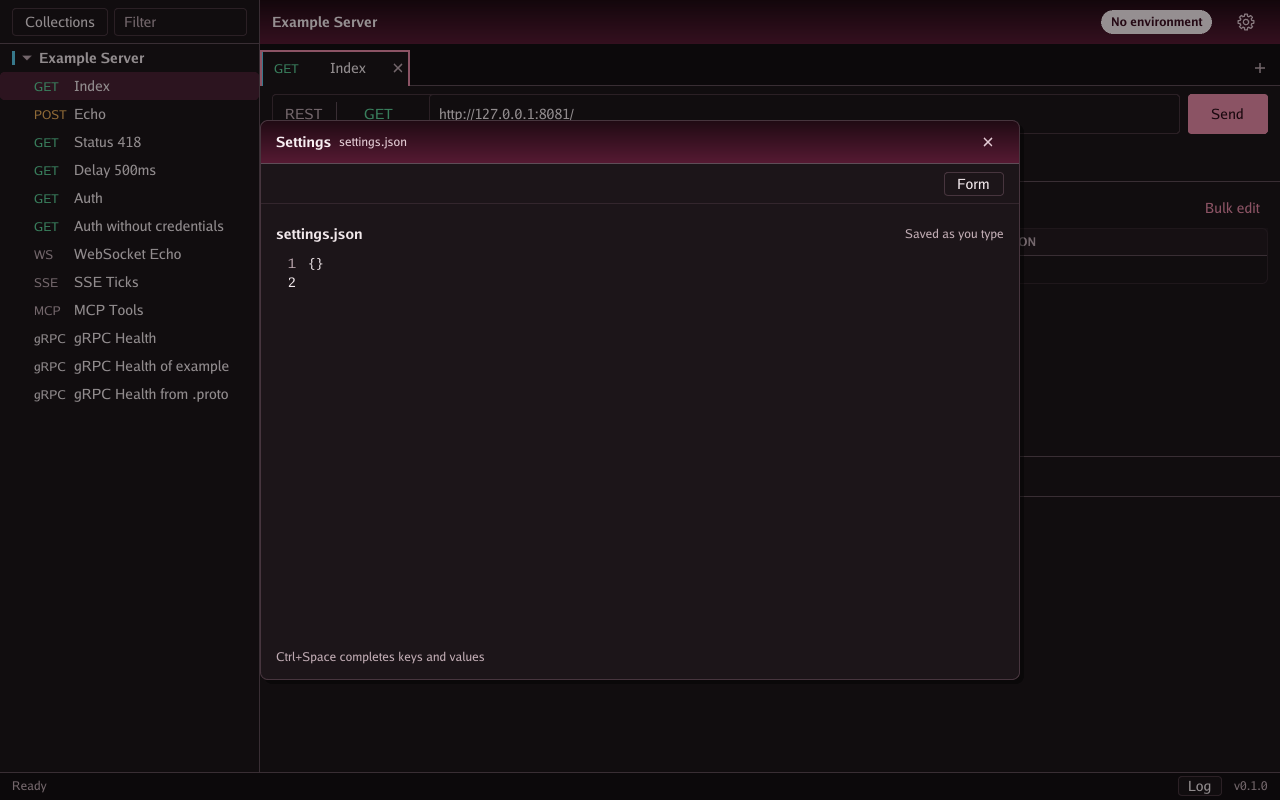 Collections
Filter
Example Server
No environment
Example Server
GET Index
POST Echo
GET Status 418
GET Delay 500ms
GET Auth
GET Auth without credentials
WS WebSocket Echo
SSE SSE Ticks
MCP MCP Tools
gRPC gRPC Health
gRPC gRPC Health of example
gRPC gRPC Health from .proto
GET Index
REST GET http://127.0.0.1:8081/ Send
Settings settings.json
Form
Bulk edit
settings.json Saved as you type
1 {}
2
Ctrl+Space completes keys and values
Ready Log v0.1.0